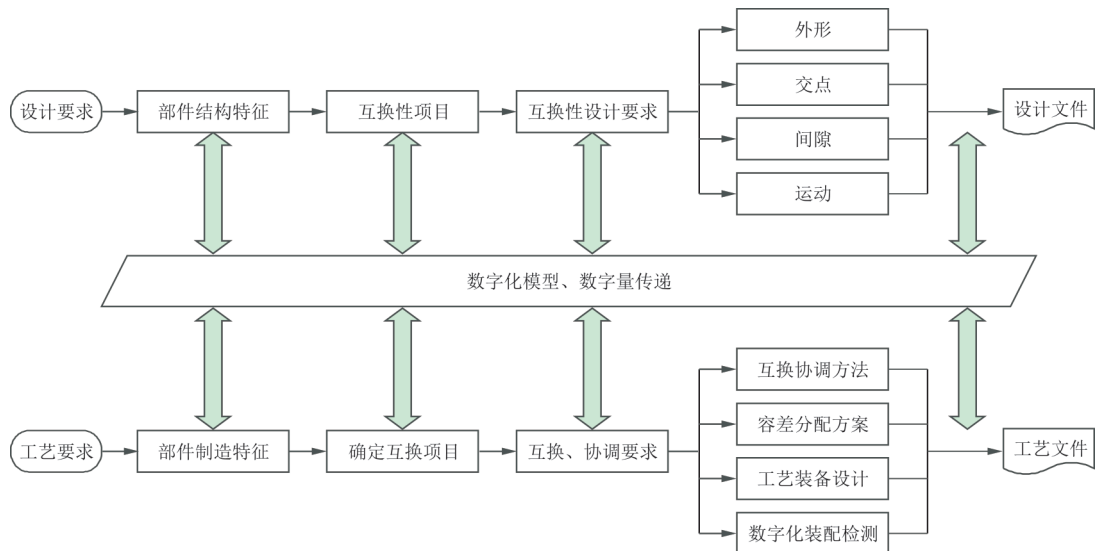 外形
交点
设计要求
部件结构特征
互换性项目
互换性设计要求
设计文件
间隙
运动
数字化模型、数字量传递
互换协调方法
容差分配方案
工艺要求
部件制造特征
确定互换项目
互换、协调要求
工艺文件
工艺装备设计
数字化装配检测